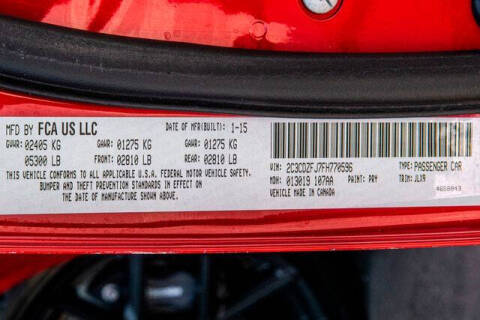 MFD BY FCA US LLC DATE OF MFR(BUILT): 1-15
GVWR: 02405 KG GAWR: 01275 KG GAWR: 01275 KG
05300 LB FRONT: 02810 LB REAR: 02810 LB
THIS VEHICLE CONFORMS TO ALL APPLICABLE U.S.A. FEDERAL MOTOR VEHICLE SAFETY,
BUMPER AND THEFT PREVENTION STANDARDS IN EFFECT ON
THE DATE OF MANUFACTURE SHOWN ABOVE.
VIN: 2C3CDZFJ7FH770596 TYPE: PASSENGER CAR
MDH: 013019 107AA PAINT: PRY TRIM: JLX9
VEHICLE MADE IN CANADA